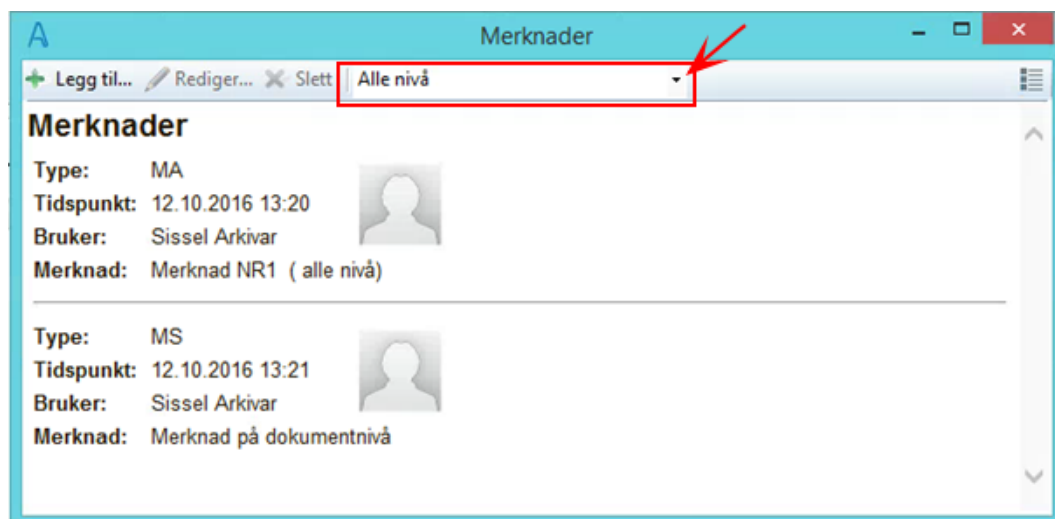 Merknader
Legg til... Rediger... Slett Alle nivå
Merknader
Type: MA
Tidspunkt: 12.10.2016 13:20
Bruker: Sissel Arkivar
Merknad: Merknad NR1 ( alle nivå)
Type: MS
Tidspunkt: 12.10.2016 13:21
Bruker: Sissel Arkivar
Merknad: Merknad på dokumentnivå